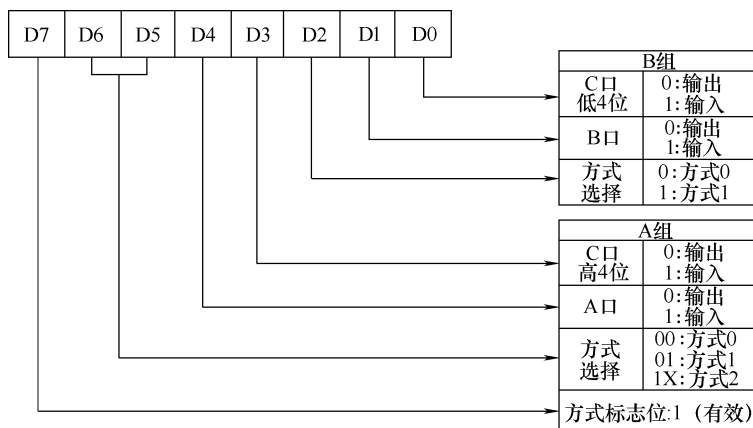 D7 D6 D5 D4 D3 D2 D1 D0
B组
C口 0:输出
低4位 1:输入
B口 0:输出
1:输入
方式 0:方式0
选择 1:方式1
A组
C口 0:输出
高4位 1:输入
A口 0:输出
1:输入
方式 00:方式0
选择 01:方式1
1X:方式2
方式标志位:1 (有效)